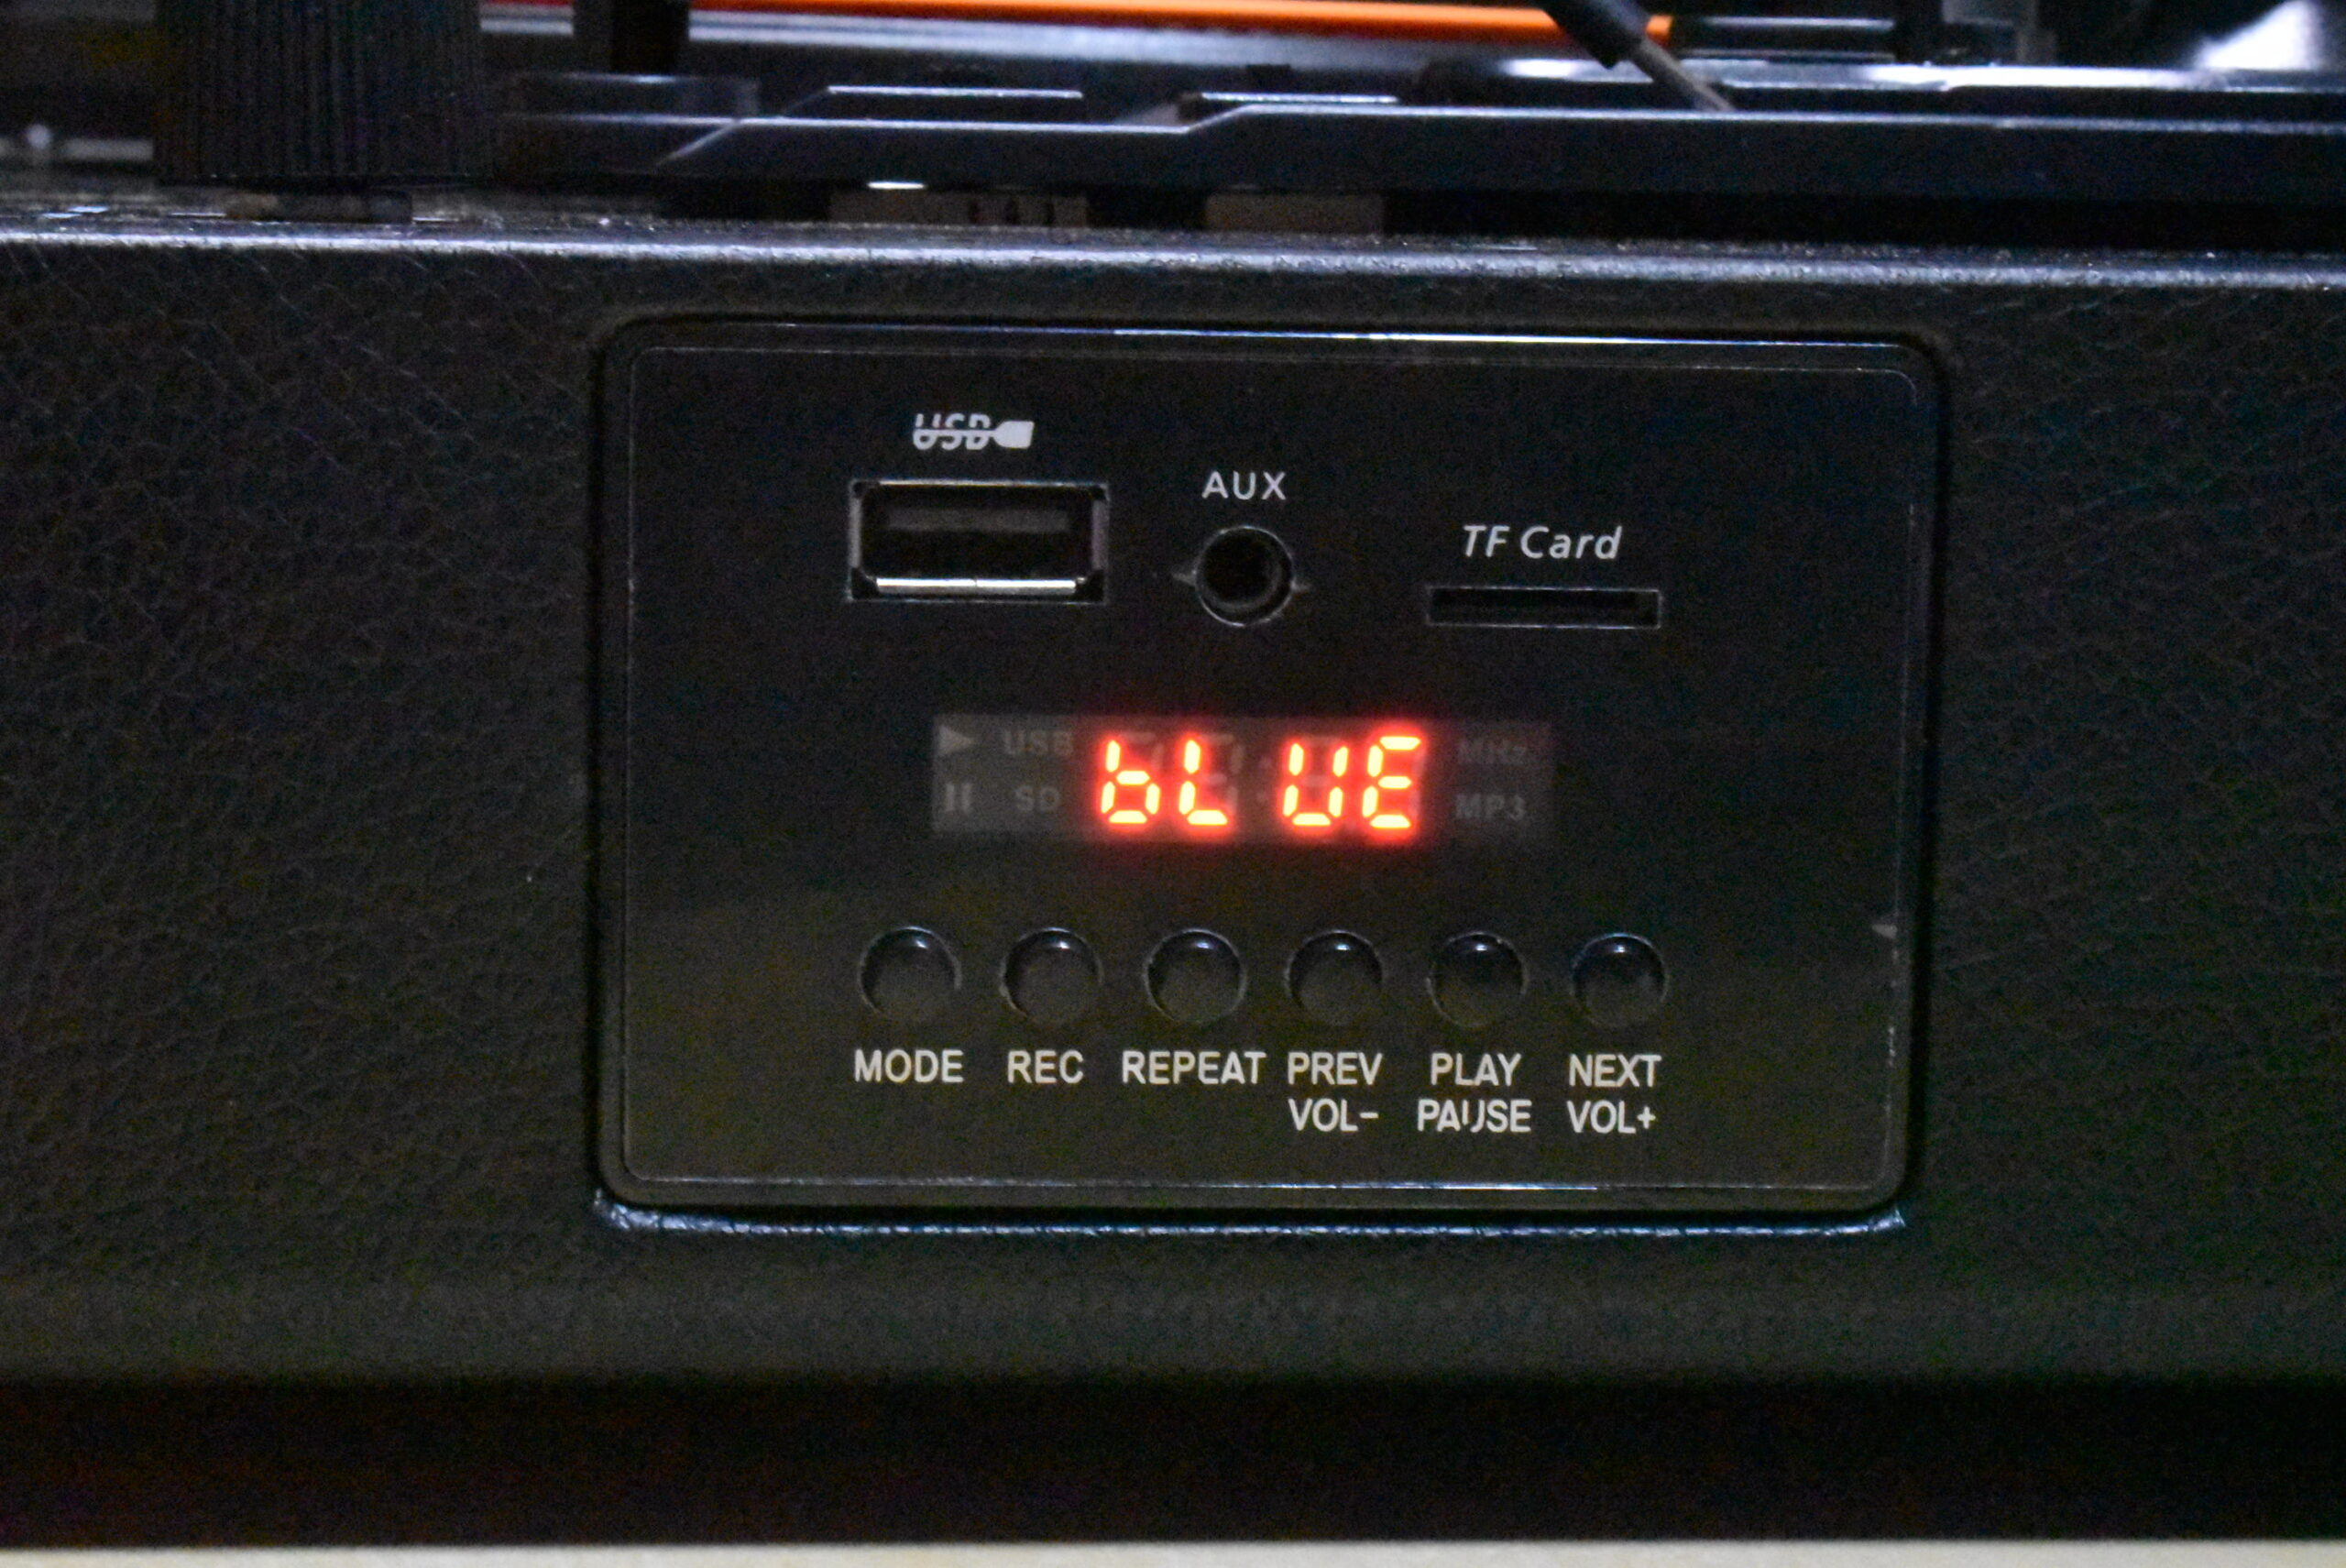 USB
AUX
TF Card
USB bLUE MHz
SD MP3
MODE REC REPEAT PREV PLAY NEXT
VOL- PAUSE VOL+